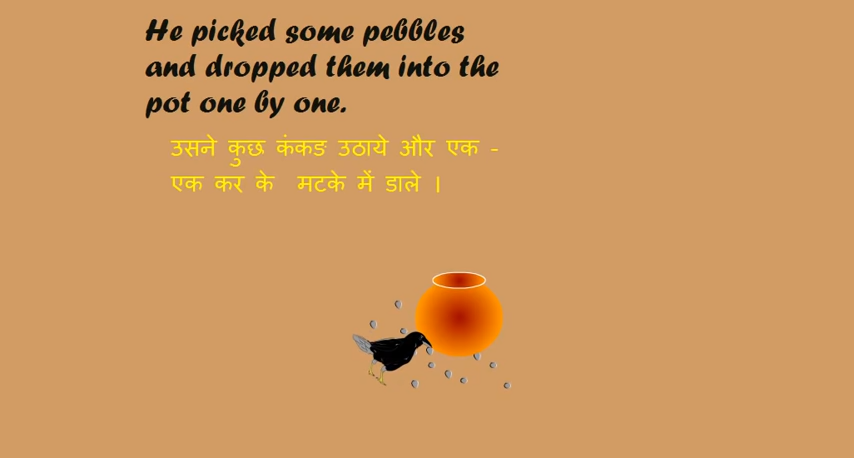 He picked some pebbles
and dropped them into the
pot one by one.
उसने कुछ कंकङ उठाये और एक -
एक कर के मटके में डाले ।